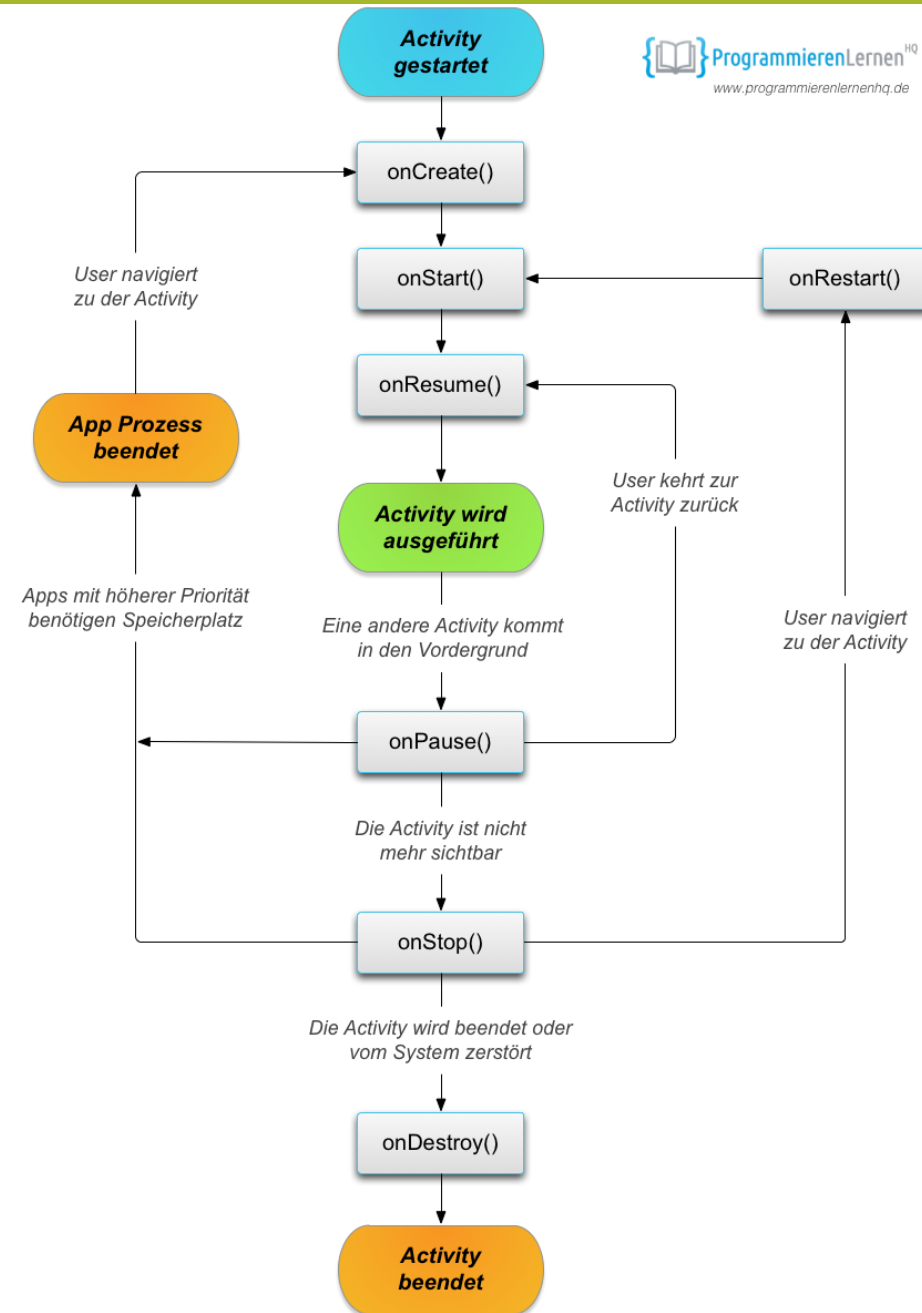 Activity
gestartet
{ } ProgrammierenLernen HQ
www.programmierenlernenhq.de
onCreate()
User navigiert
zu der Activity
onStart()
onRestart()
onResume()
App Prozess
beendet
User kehrt zur
Activity zurück
Activity wird
ausgeführt
Apps mit höherer Priorität
benötigen Speicherplatz
Eine andere Activity kommt
in den Vordergrund
User navigiert
zu der Activity
onPause()
Die Activity ist nicht
mehr sichtbar
onStop()
Die Activity wird beendet oder
vom System zerstört
onDestroy()
Activity
beendet